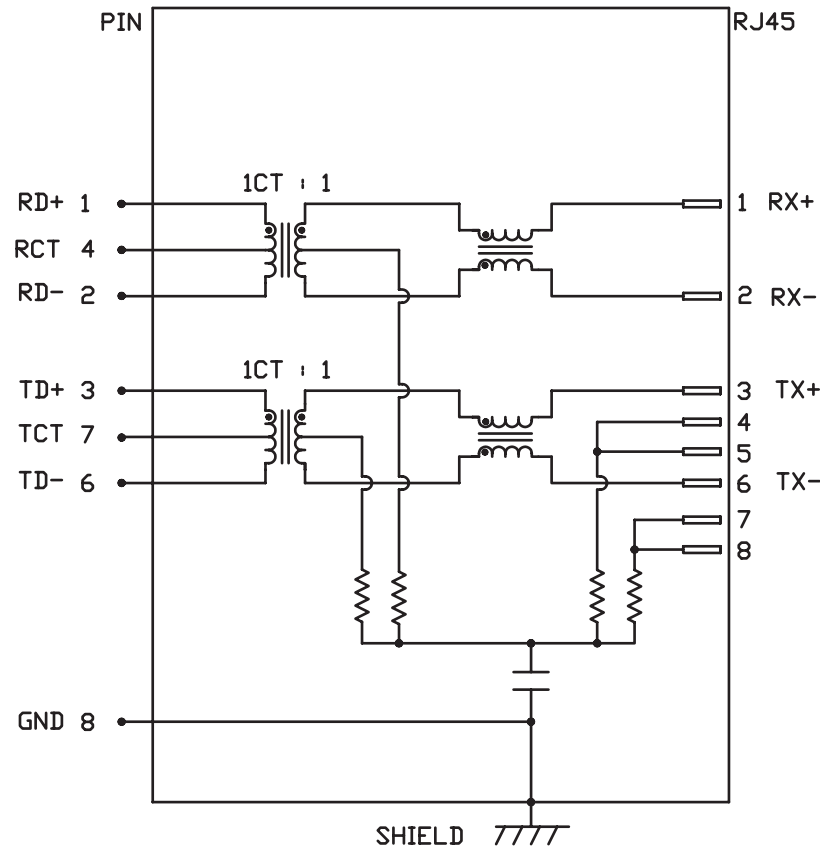 PIN RJ45
1CT : 1
RD+ 1 1 RX+
RCT 4
RD- 2 2 RX-
1CT : 1
TD+ 3 3 TX+
4
TCT 7
5
TD- 6 6 TX-
7
8
GND 8
SHIELD